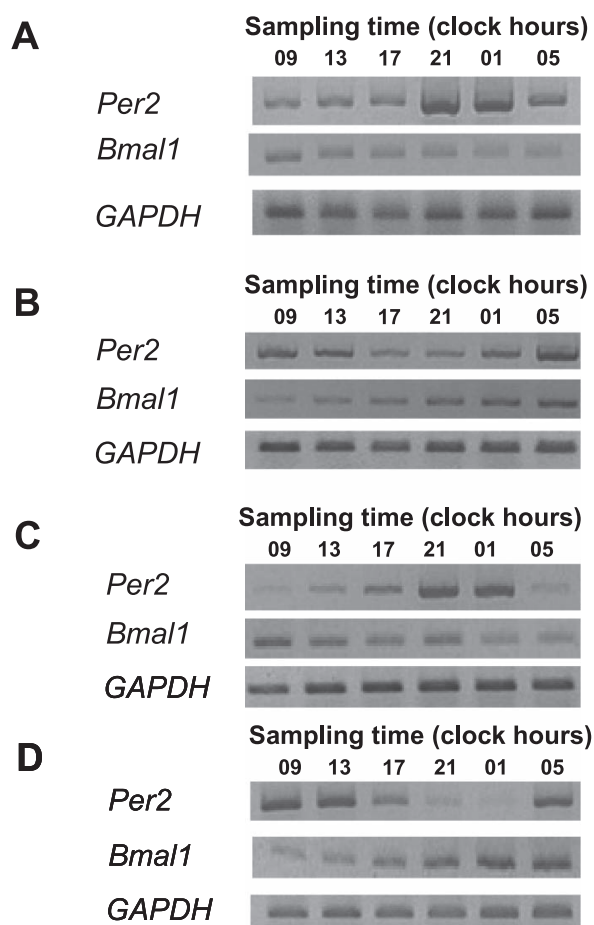 A
Sampling time (clock hours)
09 13 17 21 01 05
Per2
Bmal1
GAPDH
B
Sampling time (clock hours)
09 13 17 21 01 05
Per2
Bmal1
GAPDH
C
Sampling time (clock hours)
09 13 17 21 01 05
Per2
Bmal1
GAPDH
D
Sampling time (clock hours)
09 13 17 21 01 05
Per2
Bmal1
GAPDH